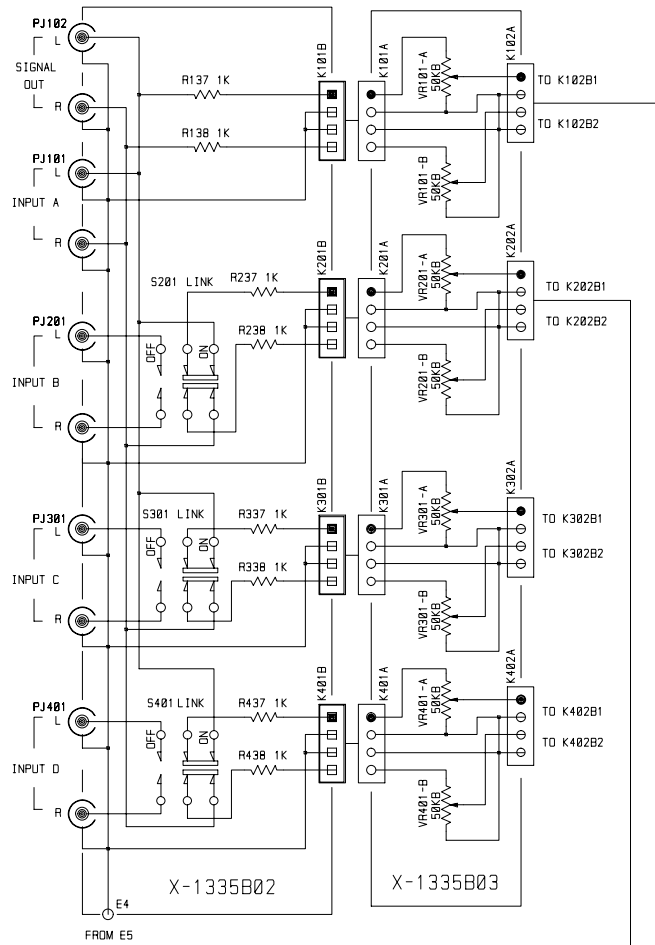 PJ102
L
SIGNAL
OUT
R
R137 1K
R138 1K
K101B
K101A
VR101-A
50KB
VR101-B
50KB
K102A
TO K102B1
TO K102B2
PJ101
L
INPUT A
R
S201 LINK
R237 1K
R238 1K
K201B
K201A
VR201-A
50KB
VR201-B
50KB
K202A
TO K202B1
TO K202B2
PJ201
L
INPUT B
R
OFF
ON
PJ301
L
INPUT C
R
S301 LINK
OFF
ON
R337 1K
R338 1K
K301B
K301A
VR301-A
50KB
VR301-B
50KB
K302A
TO K302B1
TO K302B2
PJ401
L
INPUT D
R
S401 LINK
OFF
ON
R437 1K
R438 1K
K401B
K401A
VR401-A
50KB
VR401-B
50KB
K402A
TO K402B1
TO K402B2
X-1335B02
X-1335B03
E4
FROM E5